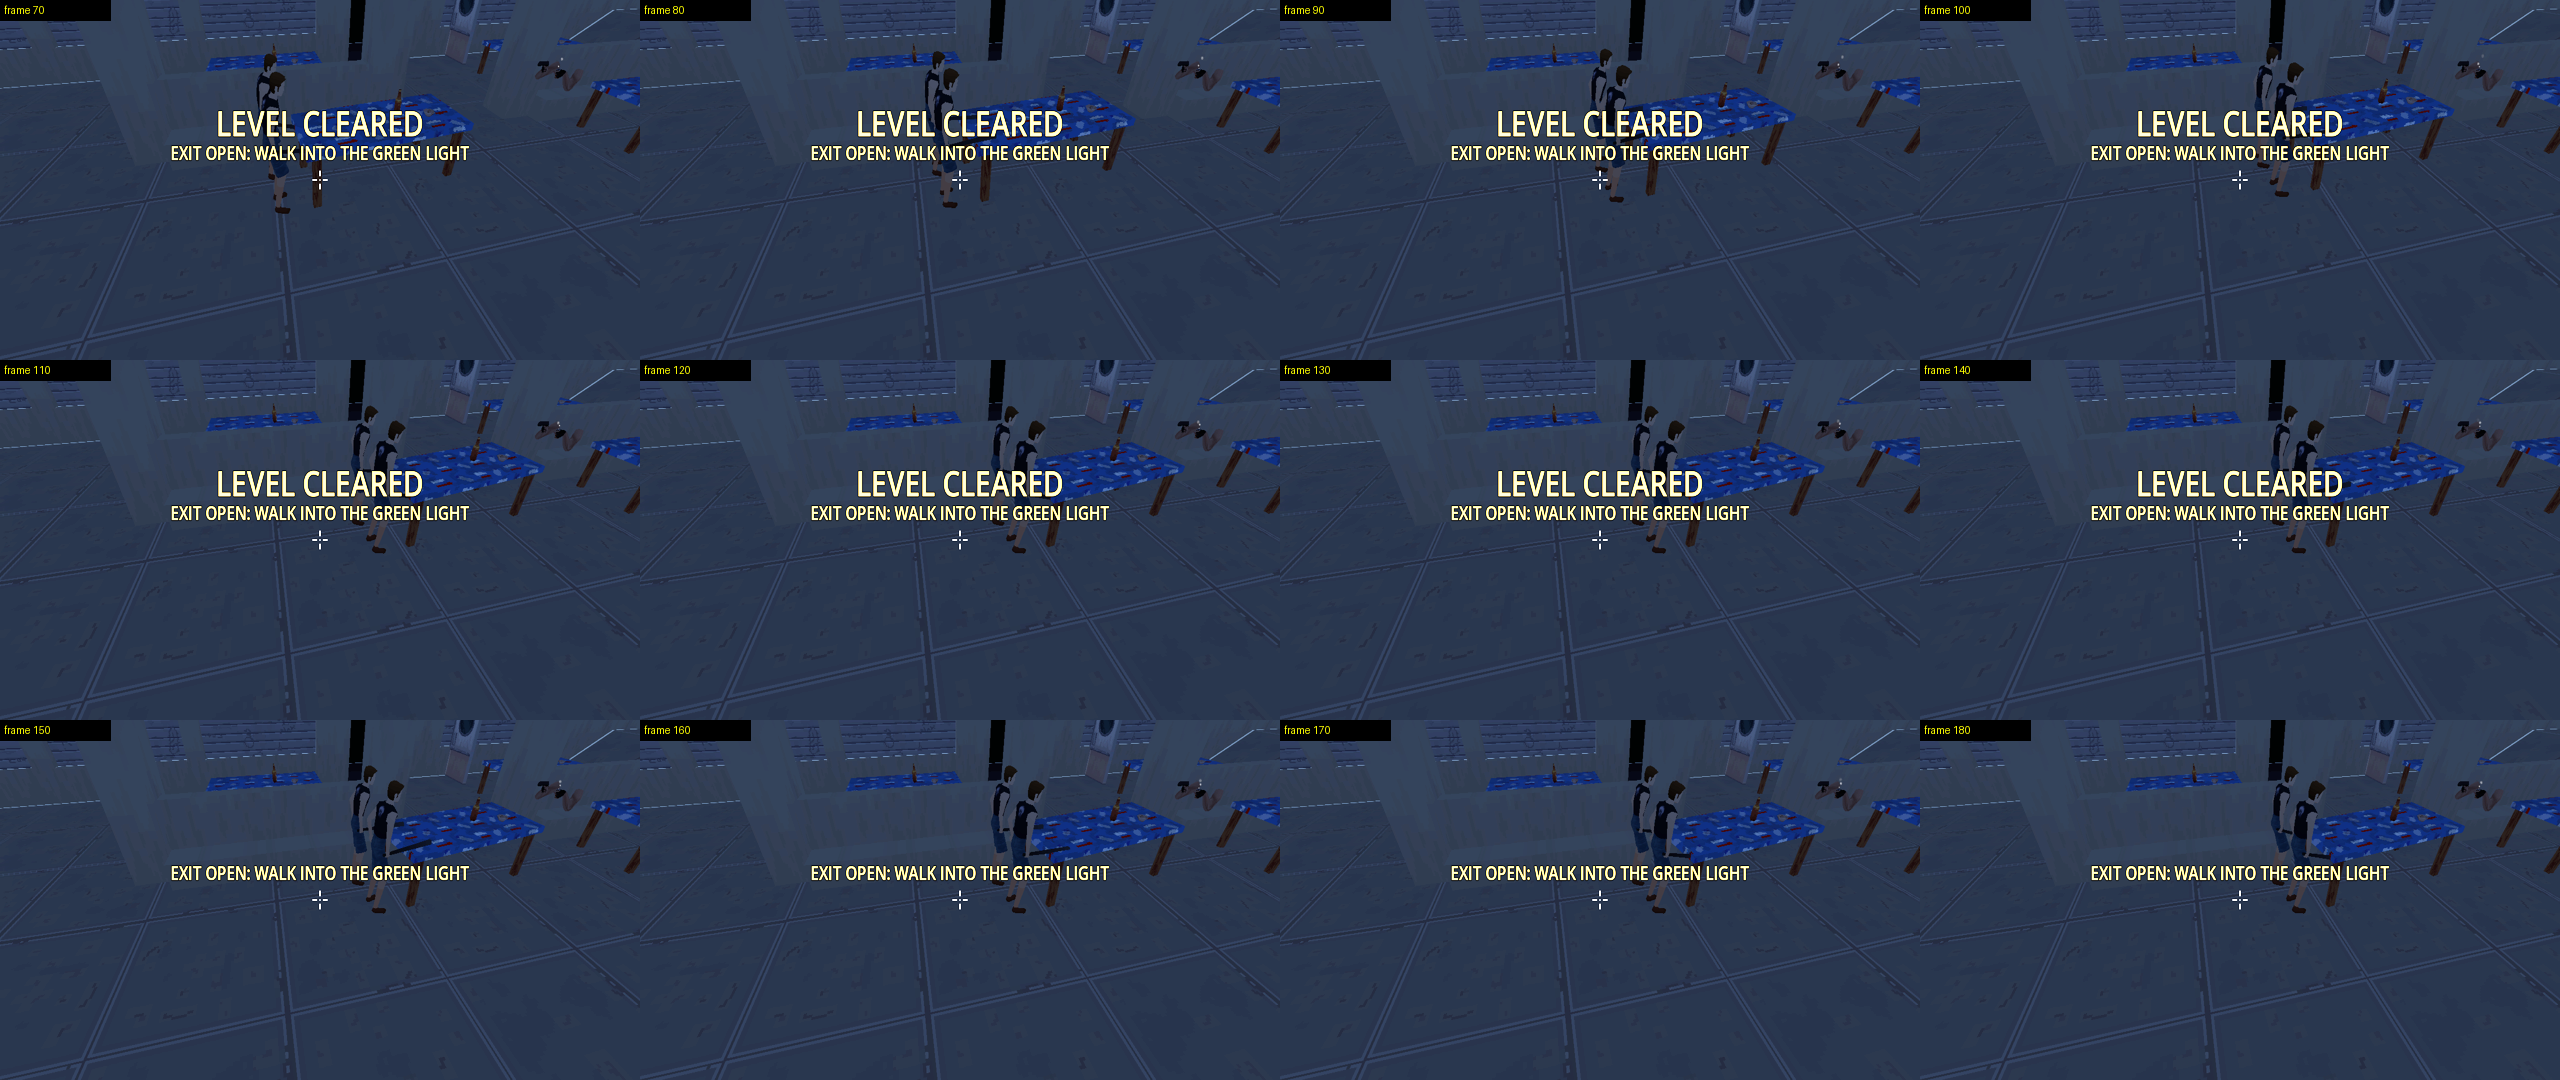 frame 70
LEVEL CLEARED
EXIT OPEN: WALK INTO THE GREEN LIGHT
frame 80
LEVEL CLEARED
EXIT OPEN: WALK INTO THE GREEN LIGHT
frame 90
LEVEL CLEARED
EXIT OPEN: WALK INTO THE GREEN LIGHT
frame 100
LEVEL CLEARED
EXIT OPEN: WALK INTO THE GREEN LIGHT
frame 110
LEVEL CLEARED
EXIT OPEN: WALK INTO THE GREEN LIGHT
frame 120
LEVEL CLEARED
EXIT OPEN: WALK INTO THE GREEN LIGHT
frame 130
LEVEL CLEARED
EXIT OPEN: WALK INTO THE GREEN LIGHT
frame 140
LEVEL CLEARED
EXIT OPEN: WALK INTO THE GREEN LIGHT
frame 150
EXIT OPEN: WALK INTO THE GREEN LIGHT
frame 160
EXIT OPEN: WALK INTO THE GREEN LIGHT
frame 170
EXIT OPEN: WALK INTO THE GREEN LIGHT
frame 180
EXIT OPEN: WALK INTO THE GREEN LIGHT